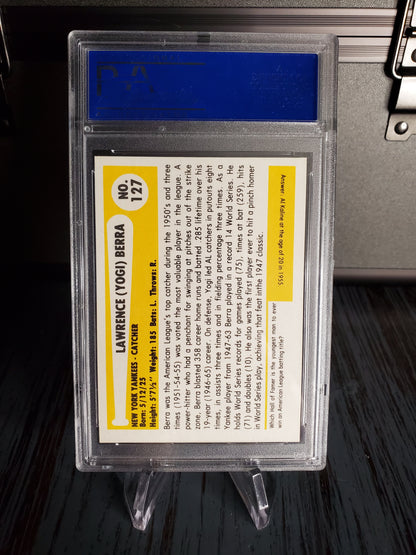 NO.
127
LAWRENCE (YOGI) BERRA
NEW YORK YANKEES - CATCHER
Born: 5/12/25
Height: 5'7½" Weight: 185 Bats: L. Throws: R.
Berra was the American League's top catcher during the 1950's and three
times (1951-54-55) was voted the most valuable player in the league. A
power-hitter who had a penchant for swinging at pitches out of the strike
zone, Berra blasted 358 career home runs and batted .285 lifetime over his
19-year (1946-65) career. On defense, Yogi led AL catchers in putouts eight
times, in assists three times and in fielding percentage three times. As a
Yankee player from 1947-63 Berra played in a record 14 World Series. He
holds World Series records for games played (75), times at bat (259), hits
(71) and doubles (10). He also was the first player ever to hit a pinch homer
in World Series play, achieving that feat in the 1947 classic.
Which Hall of Famer is the youngest man to ever
win an American League batting title?
Answer: Al Kaline at the age of 20 in 1955.